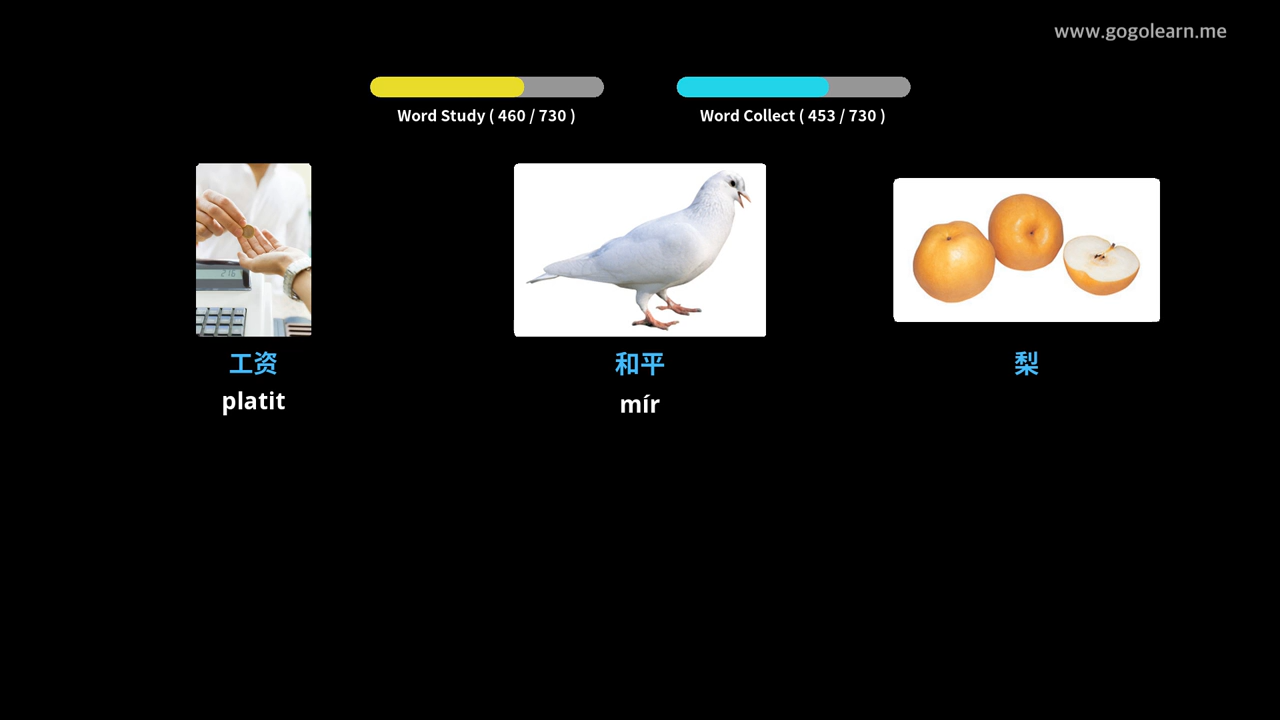 www.gogolearn.me
Word Study ( 460 / 730 )
Word Collect ( 453 / 730 )
工资
platit
和平
mír
梨